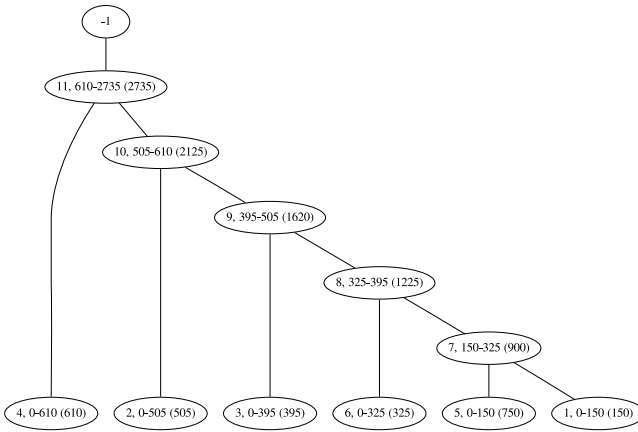 -1
11, 610-2735 (2735)
10, 505-610 (2125)
9, 395-505 (1620)
8, 325-395 (1225)
7, 150-325 (900)
4, 0-610 (610)
2, 0-505 (505)
3, 0-395 (395)
6, 0-325 (325)
5, 0-150 (750)
1, 0-150 (150)